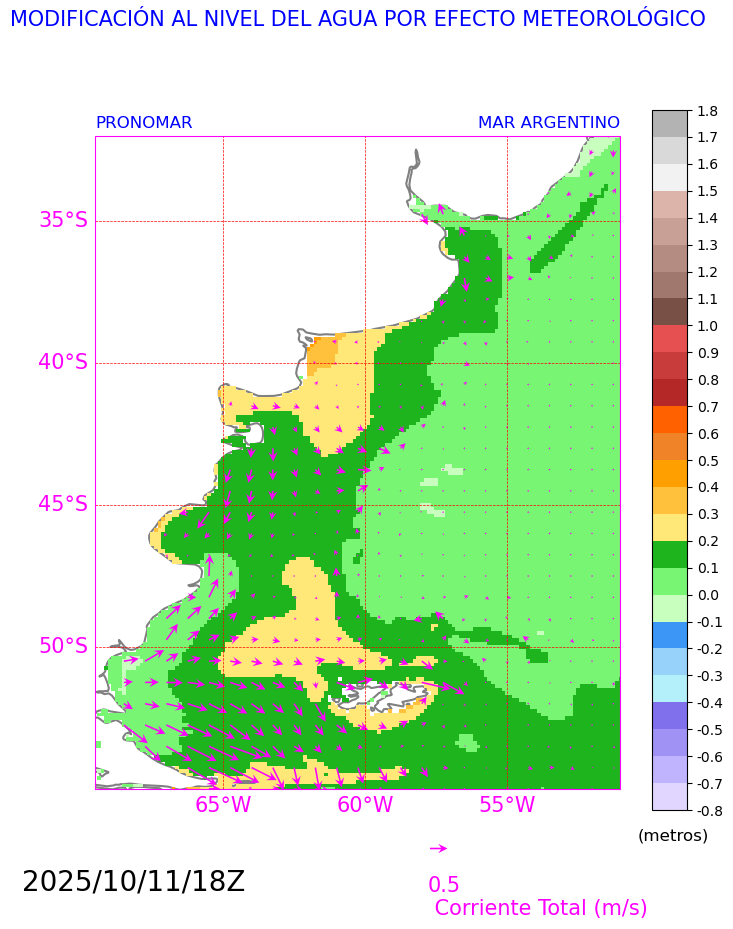 MODIFICACIÓN AL NIVEL DEL AGUA POR EFECTO METEOROLÓGICO
PRONOMAR MAR ARGENTINO
35°S
40°S
45°S
50°S
65°W 60°W 55°W
1.8
1.7
1.6
1.5
1.4
1.3
1.2
1.1
1.0
0.9
0.8
0.7
0.6
0.5
0.4
0.3
0.2
0.1
0.0
-0.1
-0.2
-0.3
-0.4
-0.5
-0.6
-0.7
-0.8
(metros)
2025/10/11/18Z
0.5
Corriente Total (m/s)